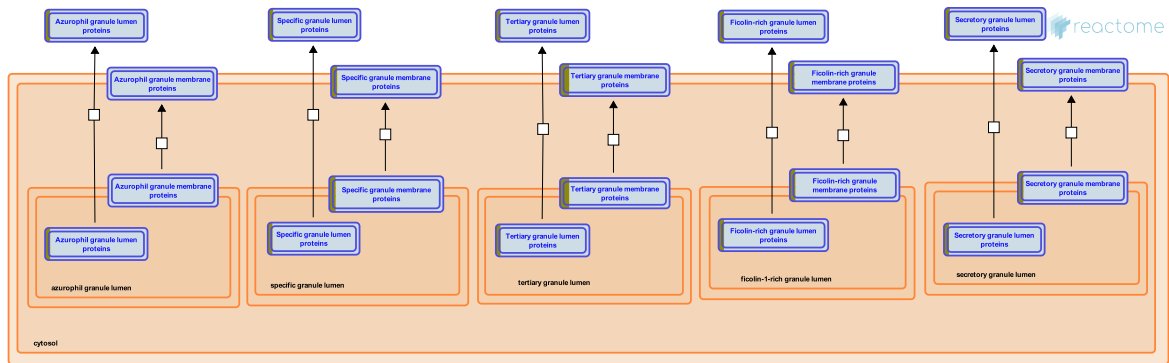 Azurophil granule lumen
proteins
Specific granule lumen
proteins
Tertiary granule lumen
proteins
Ficolin-rich granule lumen
proteins
Secretory granule lumen
proteins
reactome
Azurophil granule membrane
proteins
Specific granule membrane
proteins
Tertiary granule membrane
proteins
Ficolin-rich granule
membrane proteins
Secretory granule membrane
proteins
Azurophil granule membrane
proteins
Specific granule membrane
proteins
Tertiary granule membrane
proteins
Ficolin-rich granule
membrane proteins
Secretory granule membrane
proteins
Azurophil granule lumen
proteins
Specific granule lumen
proteins
Tertiary granule lumen
proteins
Ficolin-rich granule lumen
proteins
Secretory granule lumen
proteins
azurophil granule lumen
specific granule lumen
tertiary granule lumen
ficolin-1-rich granule lumen
secretory granule lumen
cytosol